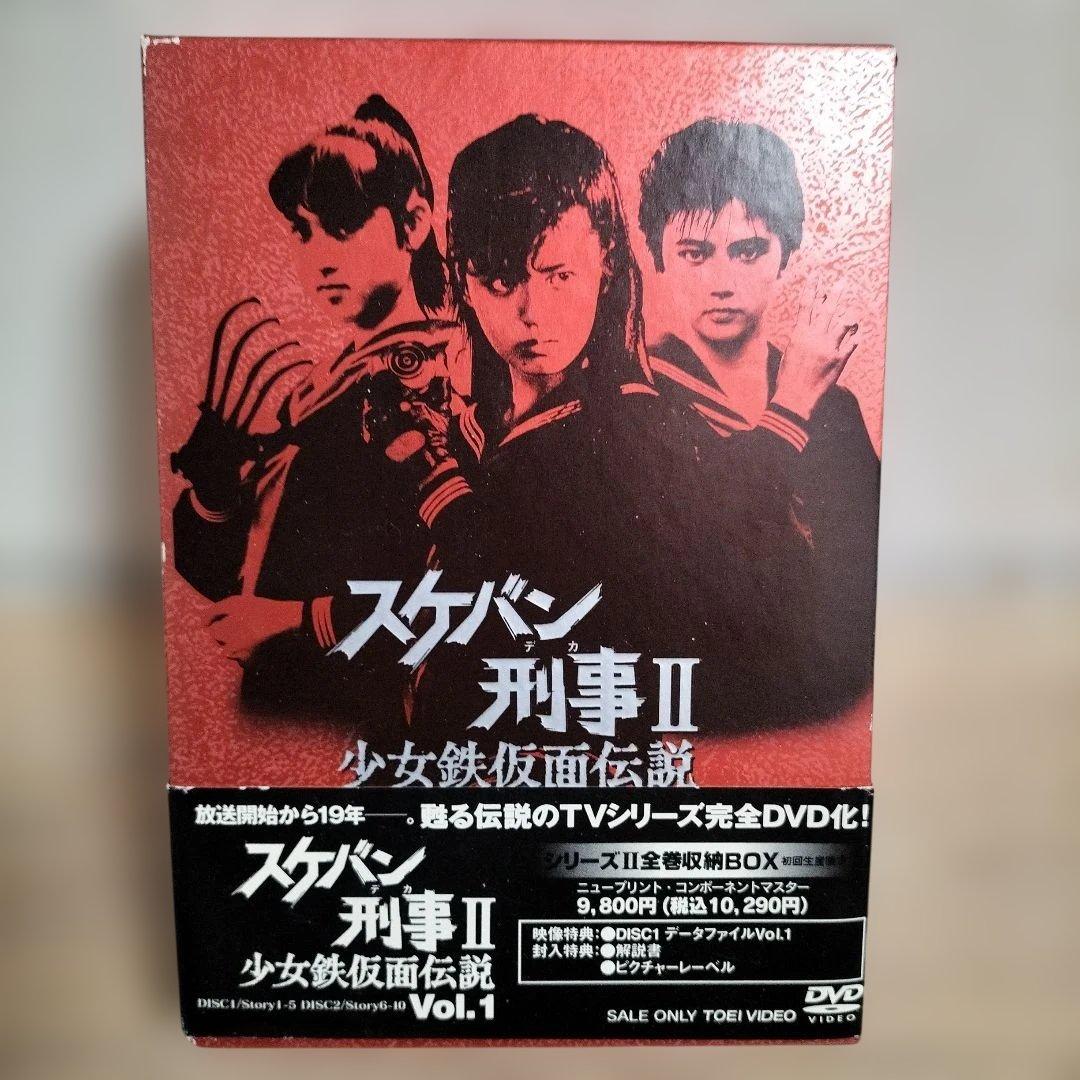 スケバン
デカ
刑事Ⅱ
少女鉄仮面伝説
放送開始から19年――。甦る伝説のTVシリーズ完全DVD化!
スケバン
デカ
刑事Ⅱ
少女鉄仮面伝説
DISC1/Story1-5 DISC2/Story6-10 Vol.1
シリーズⅡ全巻収納BOX 初回生産限定
ニュープリント・コンポーネントマスター
9,800円(税込10,290円)
映像特典:●DISC1 データファイルVol.1
封入特典:●解説書
●ピクチャーレーベル
SALE ONLY TOEI VIDEO
DVD
VIDEO